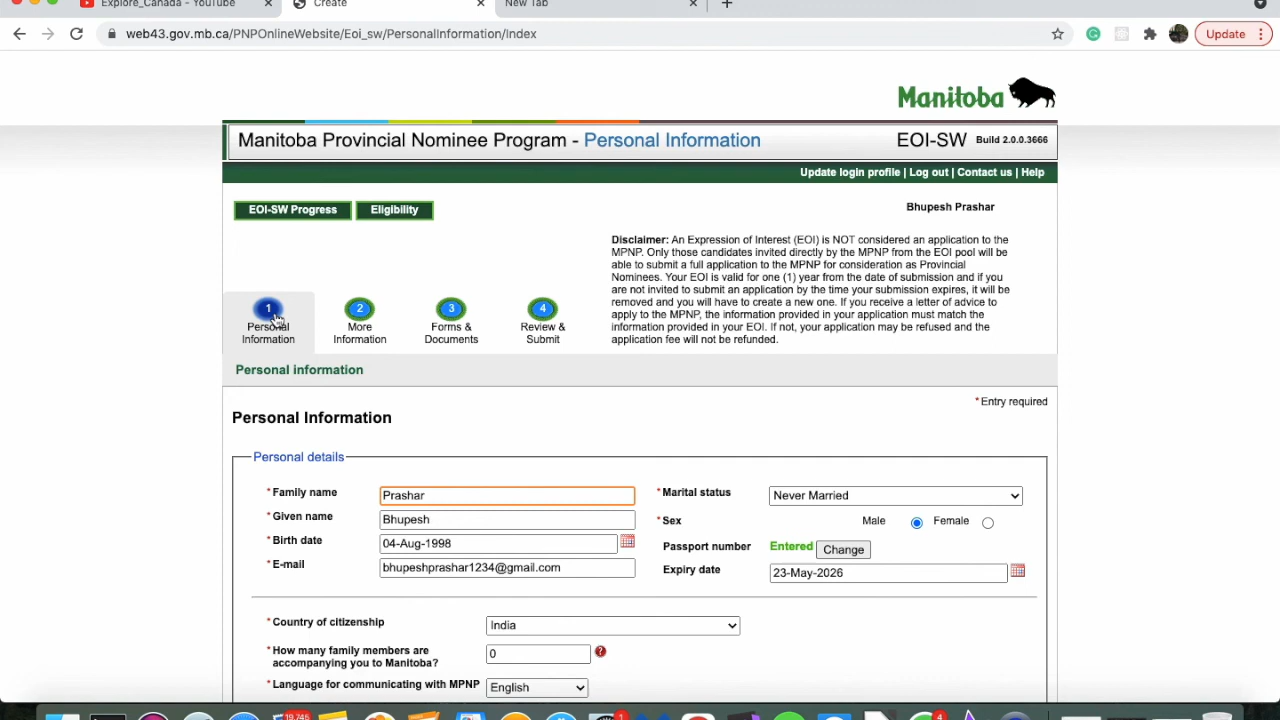 Explore_Canada - YouTube
Create
New Tab
web43.gov.mb.ca/PNPOnlineWebsite/Eoi_sw/PersonalInformation/Index
Update
Manitoba
Manitoba Provincial Nominee Program - Personal Information
EOI-SW Build 2.0.0.3666
Update login profile | Log out | Contact us | Help
EOI-SW Progress
Eligibility
Bhupesh Prashar
Disclaimer: An Expression of Interest (EOI) is NOT considered an application to the
MPNP. Only those candidates invited directly by the MPNP from the EOI pool will be
able to submit a full application to the MPNP for consideration as Provincial
Nominees. Your EOI is valid for one (1) year from the date of submission and if you
are not invited to submit an application by the time your submission expires, it will be
removed and you will have to create a new one. If you receive a letter of advice to
apply to the MPNP, the information provided in your application must match the
information provided in your EOI. If not, your application may be refused and the
application fee will not be refunded.
1
Personal
Information
2
More
Information
3
Forms &
Documents
4
Review &
Submit
Personal information
*Entry required
Personal Information
Personal details
*Family name
Prashar
*Given name
Bhupesh
*Birth date
04-Aug-1998
*E-mail
bhupeshprashar1234@gmail.com
*Marital status
Never Married
*Sex
Male
Female
Passport number
Entered
Change
Expiry date
23-May-2026
*Country of citizenship
India
*How many family members are
accompanying you to Manitoba?
0
?
*Language for communicating with MPNP
English
19,745
1
4